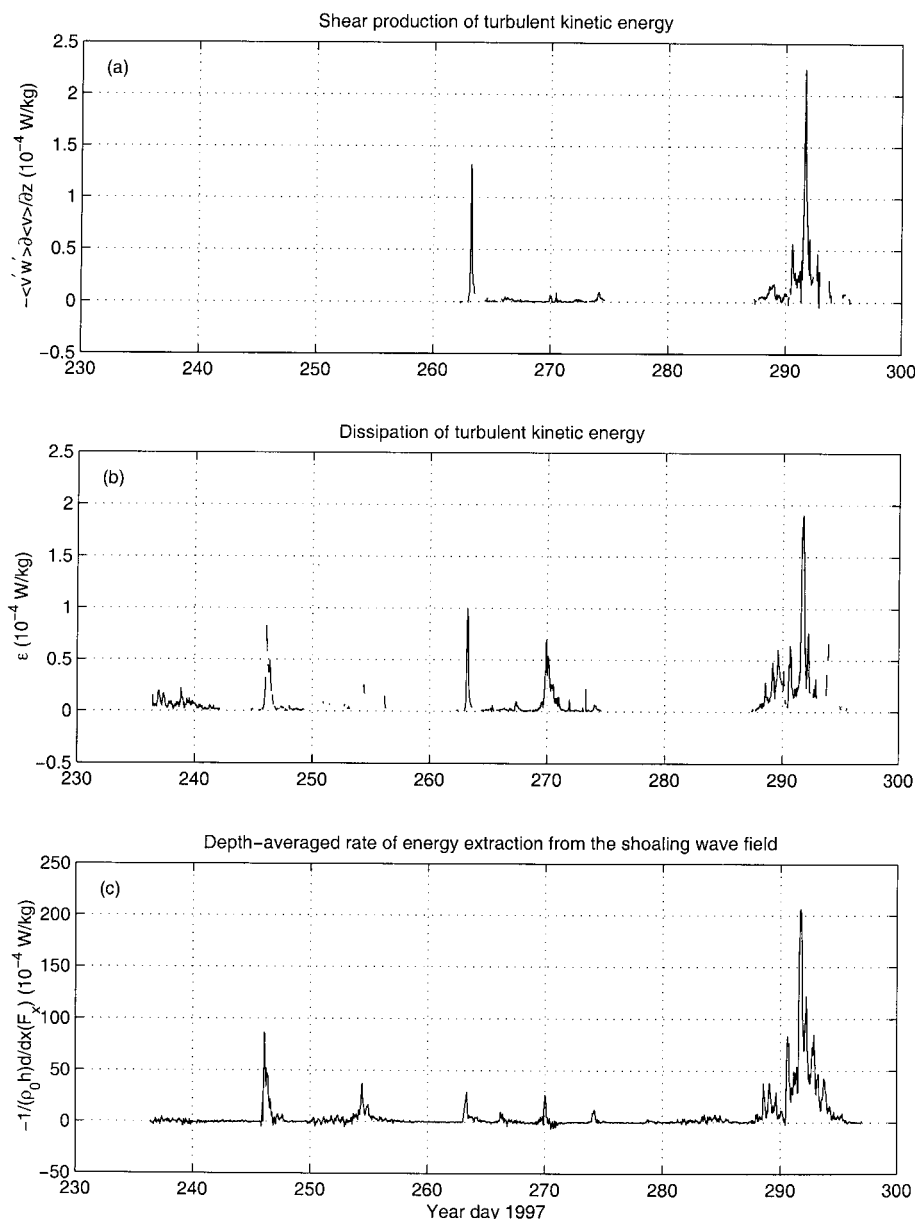 Shear production of turbulent kinetic energy
(a)
−<v'w'>∂<v>/∂z (10⁻⁴ W/kg)
2.5
2
1.5
1
0.5
0
−0.5
230 240 250 260 270 280 290 300
Dissipation of turbulent kinetic energy
(b)
ε (10⁻⁴ W/kg)
2.5
2
1.5
1
0.5
0
−0.5
230 240 250 260 270 280 290 300
Depth−averaged rate of energy extraction from the shoaling wave field
(c)
−1/(ρ₀h)d/dx(Fₓ) (10⁻⁴ W/kg)
250
200
150
100
50
0
−50
230 240 250 260 270 280 290 300
Year day 1997